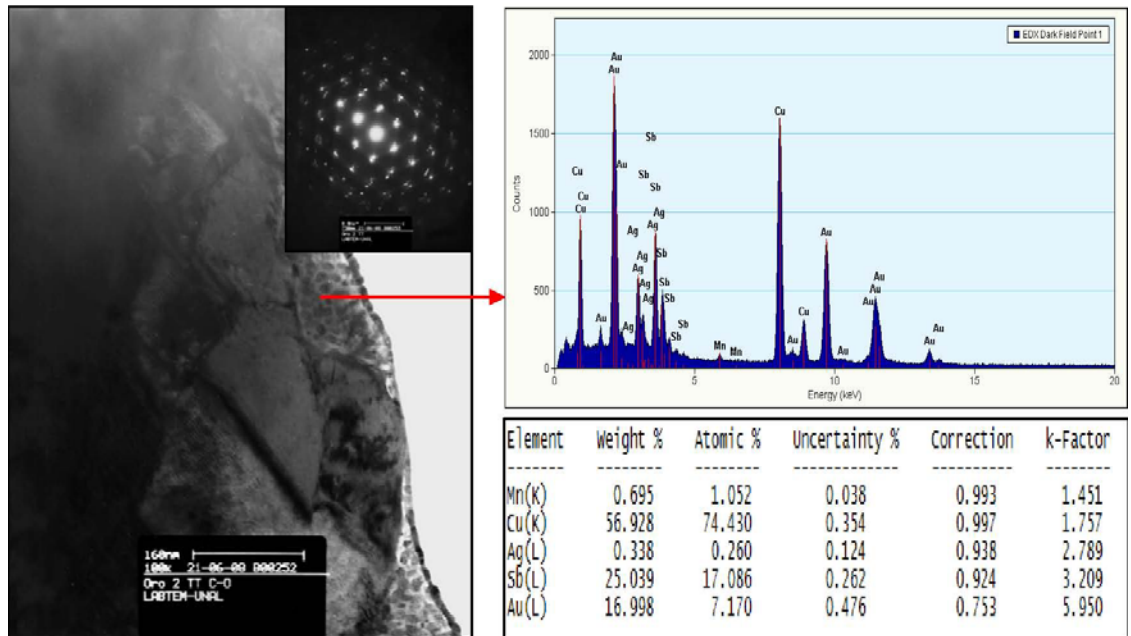 160nm
100k 21-06-08 B00252
Oro 2 TT C-O
LABTEM-UNAL
Oro 2 TT
LABTEM-UNAL
EDX Dark Field Point 1
2000
1500
1000
500
0
Counts
0 5 10 15 20
Energy (keV)
Cu
Cu
Cu
Au
Au
Au
Au
Ag
Ag
Ag
Ag
Ag
Ag
Sb
Sb
Sb
Ag
Ag
Sb
Sb
Sb
Sb
Sb
Au
Mn
Mn
Cu
Au
Cu
Au
Au
Au
Au
Au
Au
Au
Element Weight % Atomic % Uncertainty % Correction k-Factor
Mn(K) 0.695 1.052 0.038 0.993 1.451
Cu(K) 56.928 74.430 0.354 0.997 1.757
Ag(L) 0.338 0.260 0.124 0.938 2.789
Sb(L) 25.039 17.086 0.262 0.924 3.209
Au(L) 16.998 7.170 0.476 0.753 5.950